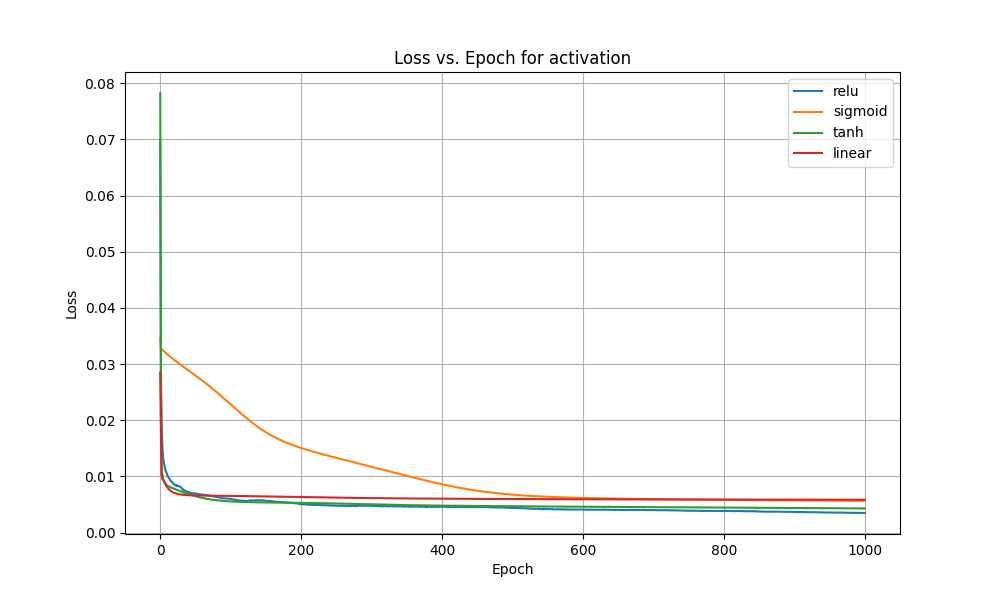 Loss vs. Epoch for activation
relu
sigmoid
tanh
linear
0.08
0.07
0.06
0.05
0.04
0.03
0.02
0.01
0.00
Loss
0 200 400 600 800 1000
Epoch